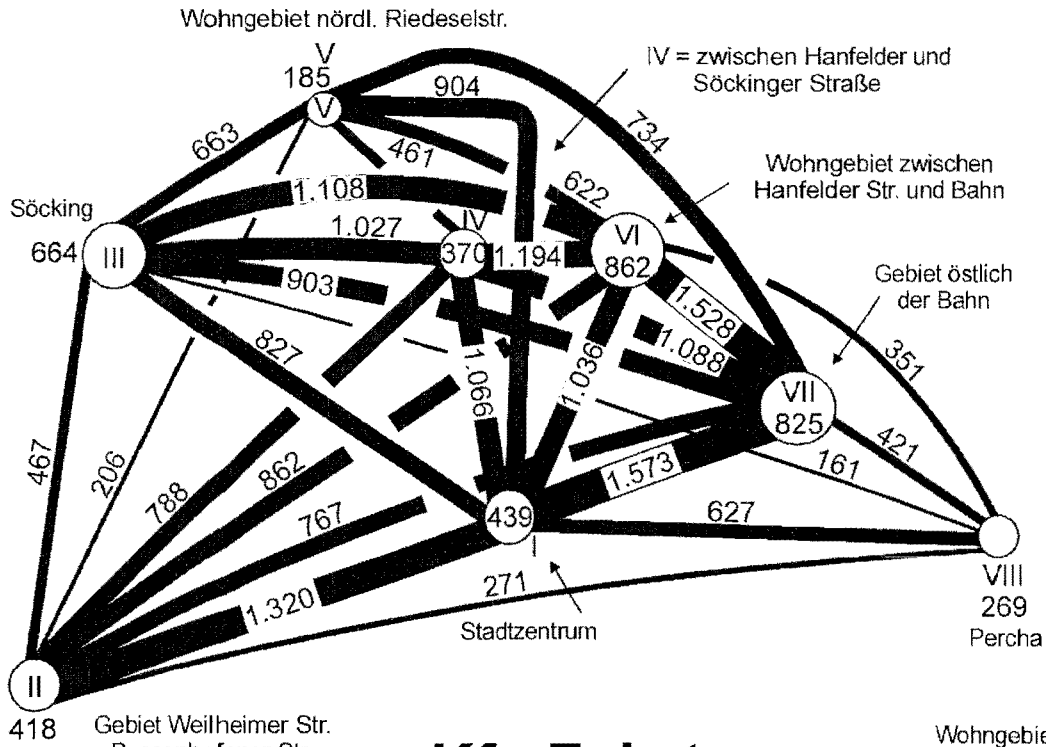 Wohngebiet nördl. Riedeselstr.
V
185
V
904
IV = zwischen Hanfelder und
Söckinger Straße
663
461
734
622
Wohngebiet zwischen
Hanfelder Str. und Bahn
1.108
Söcking
664
III
1.027
IV
370
1.194
VI
862
903
Gebiet östlich
der Bahn
1.528
1.088
827
1.066
1.036
351
VII
825
467
206
788
862
767
421
161
1.573
439
627
I
1.320
271
Stadtzentrum
VIII
269
Percha
II
418
Gebiet Weilheimer Str.
Wohngebie